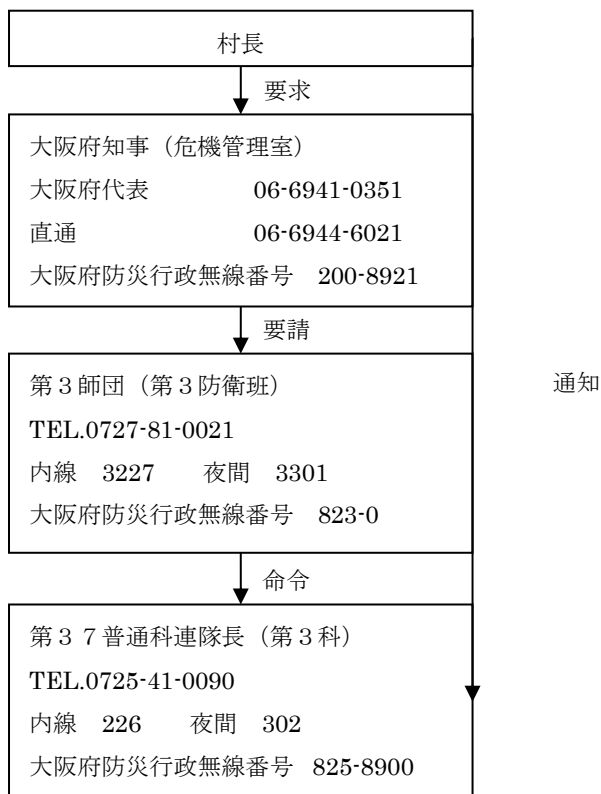 村長
要求
大阪府知事（危機管理室）
大阪府代表 06-6941-0351
直通 06-6944-6021
大阪府防災行政無線番号 200-8921
要請
第３師団（第３防衛班）
TEL.0727-81-0021
内線 3227 夜間 3301
大阪府防災行政無線番号 823-0
通知
命令
第３７普通科連隊長（第３科）
TEL.0725-41-0090
内線 226 夜間 302
大阪府防災行政無線番号 825-8900